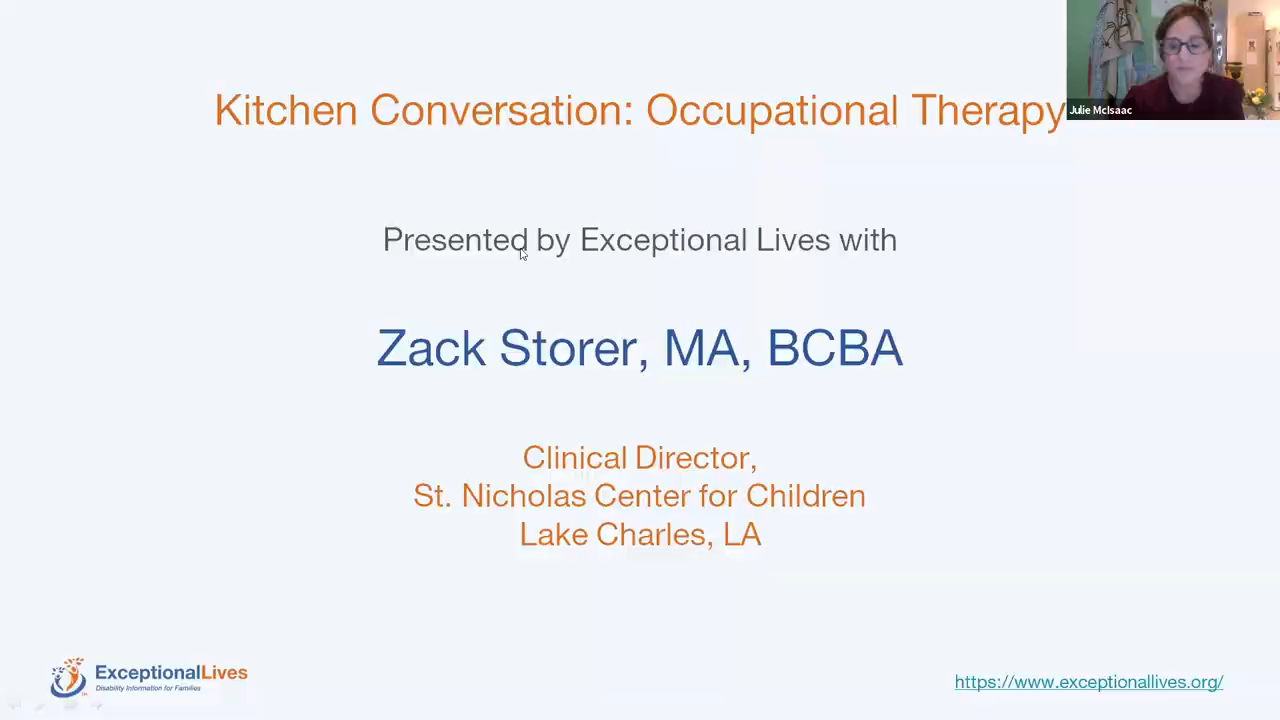 Kitchen Conversation: Occupational Therapy
Julie McIsaac
Presented by Exceptional Lives with
Zack Storer, MA, BCBA
Clinical Director,
St. Nicholas Center for Children
Lake Charles, LA
ExceptionalLives
Disability Information for Families
https://www.exceptionallives.org/